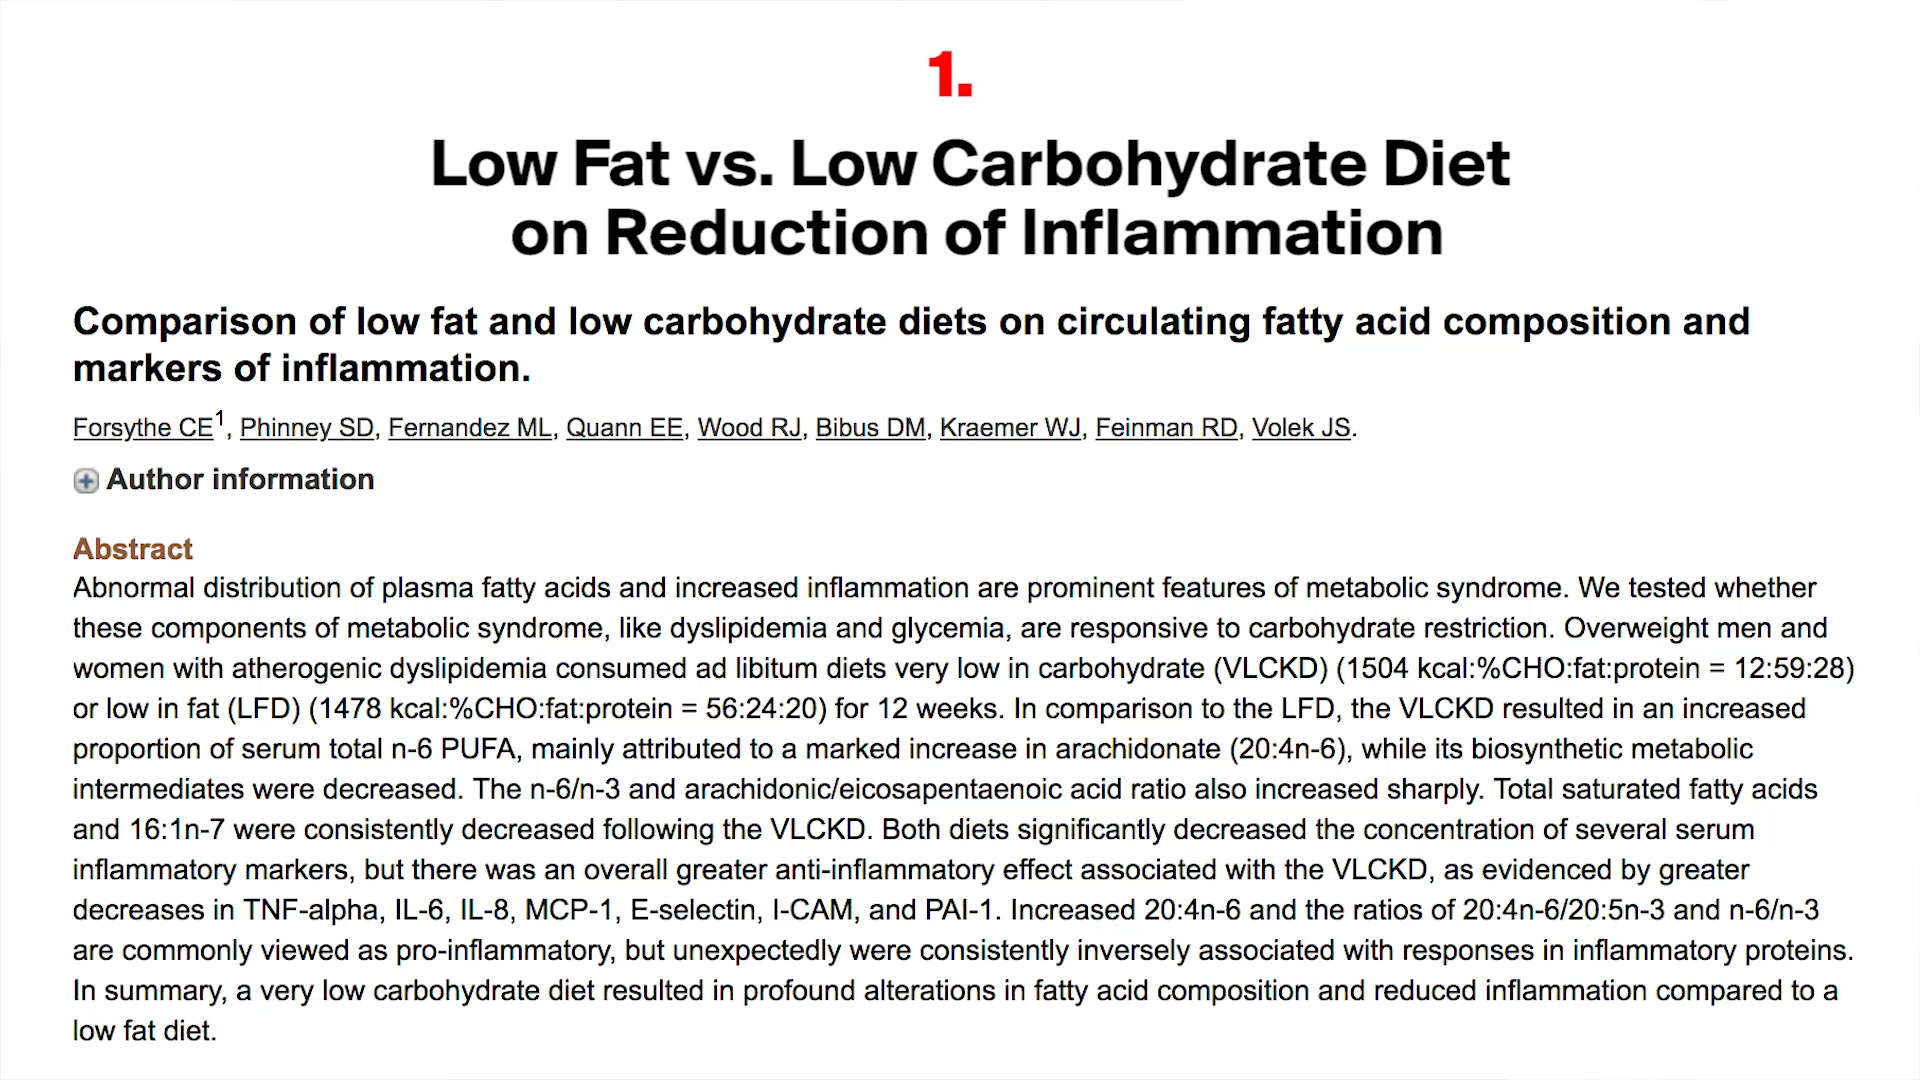 1.
Low Fat vs. Low Carbohydrate Diet
on Reduction of Inflammation
Comparison of low fat and low carbohydrate diets on circulating fatty acid composition and
markers of inflammation.
Forsythe CE1, Phinney SD, Fernandez ML, Quann EE, Wood RJ, Bibus DM, Kraemer WJ, Feinman RD, Volek JS.
Author information
Abstract
Abnormal distribution of plasma fatty acids and increased inflammation are prominent features of metabolic syndrome. We tested whether
these components of metabolic syndrome, like dyslipidemia and glycemia, are responsive to carbohydrate restriction. Overweight men and
women with atherogenic dyslipidemia consumed ad libitum diets very low in carbohydrate (VLCKD) (1504 kcal:%CHO:fat:protein = 12:59:28)
or low in fat (LFD) (1478 kcal:%CHO:fat:protein = 56:24:20) for 12 weeks. In comparison to the LFD, the VLCKD resulted in an increased
proportion of serum total n-6 PUFA, mainly attributed to a marked increase in arachidonate (20:4n-6), while its biosynthetic metabolic
intermediates were decreased. The n-6/n-3 and arachidonic/eicosapentaenoic acid ratio also increased sharply. Total saturated fatty acids
and 16:1n-7 were consistently decreased following the VLCKD. Both diets significantly decreased the concentration of several serum
inflammatory markers, but there was an overall greater anti-inflammatory effect associated with the VLCKD, as evidenced by greater
decreases in TNF-alpha, IL-6, IL-8, MCP-1, E-selectin, I-CAM, and PAI-1. Increased 20:4n-6 and the ratios of 20:4n-6/20:5n-3 and n-6/n-3
are commonly viewed as pro-inflammatory, but unexpectedly were consistently inversely associated with responses in inflammatory proteins.
In summary, a very low carbohydrate diet resulted in profound alterations in fatty acid composition and reduced inflammation compared to a
low fat diet.